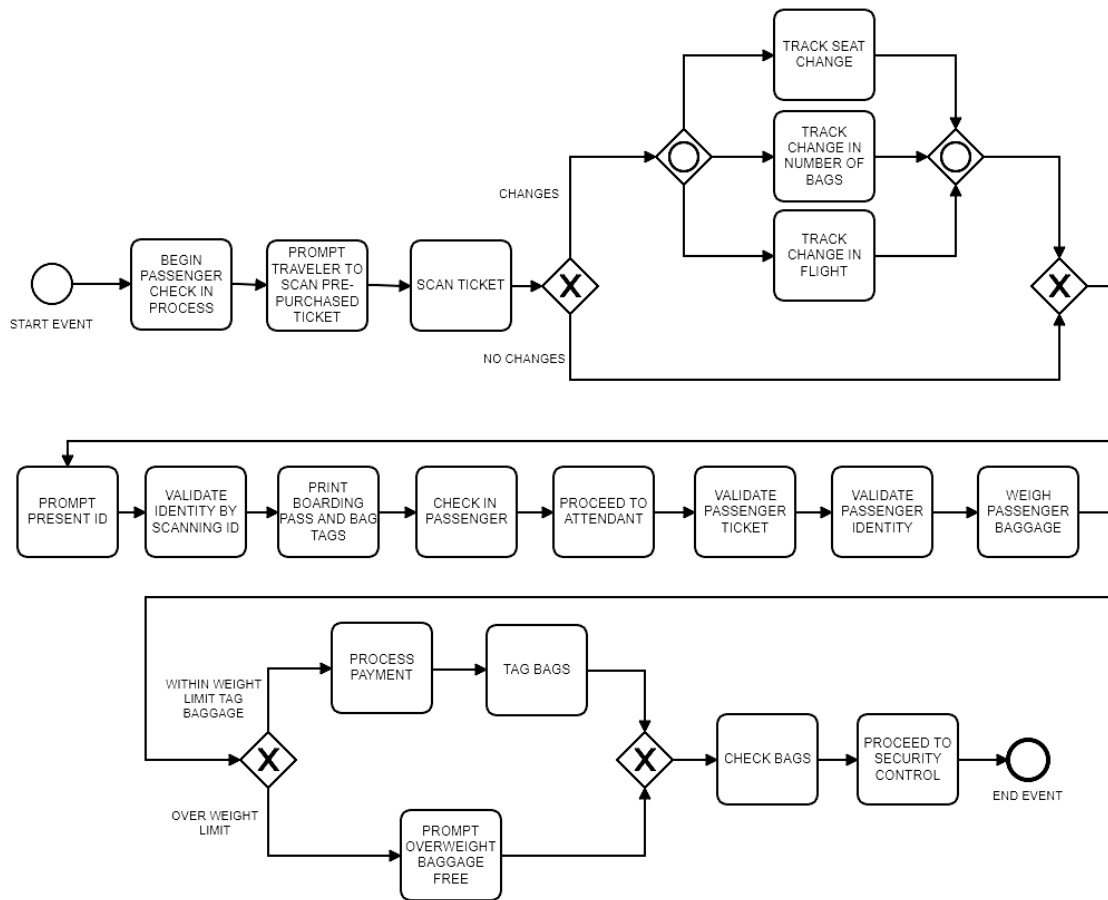 TRACK SEAT
CHANGE
TRACK
CHANGE IN
NUMBER OF
BAGS
CHANGES
TRACK
CHANGE IN
FLIGHT
START EVENT
BEGIN
PASSENGER
CHECK IN
PROCESS
PROMPT
TRAVELER TO
SCAN PRE-
PURCHASED
TICKET
SCAN TICKET
X
X
NO CHANGES
PROMPT
PRESENT ID
VALIDATE
IDENTITY BY
SCANNING ID
PRINT
BOARDING
PASS AND BAG
TAGS
CHECK IN
PASSENGER
PROCEED TO
ATTENDANT
VALIDATE
PASSENGER
TICKET
VALIDATE
PASSENGER
IDENTITY
WEIGH
PASSENGER
BAGGAGE
WITHIN WEIGHT
LIMIT TAG
BAGGAGE
PROCESS
PAYMENT
TAG BAGS
X
X
CHECK BAGS
PROCEED TO
SECURITY
CONTROL
END EVENT
OVER WEIGHT
LIMIT
PROMPT
OVERWEIGHT
BAGGAGE
FREE